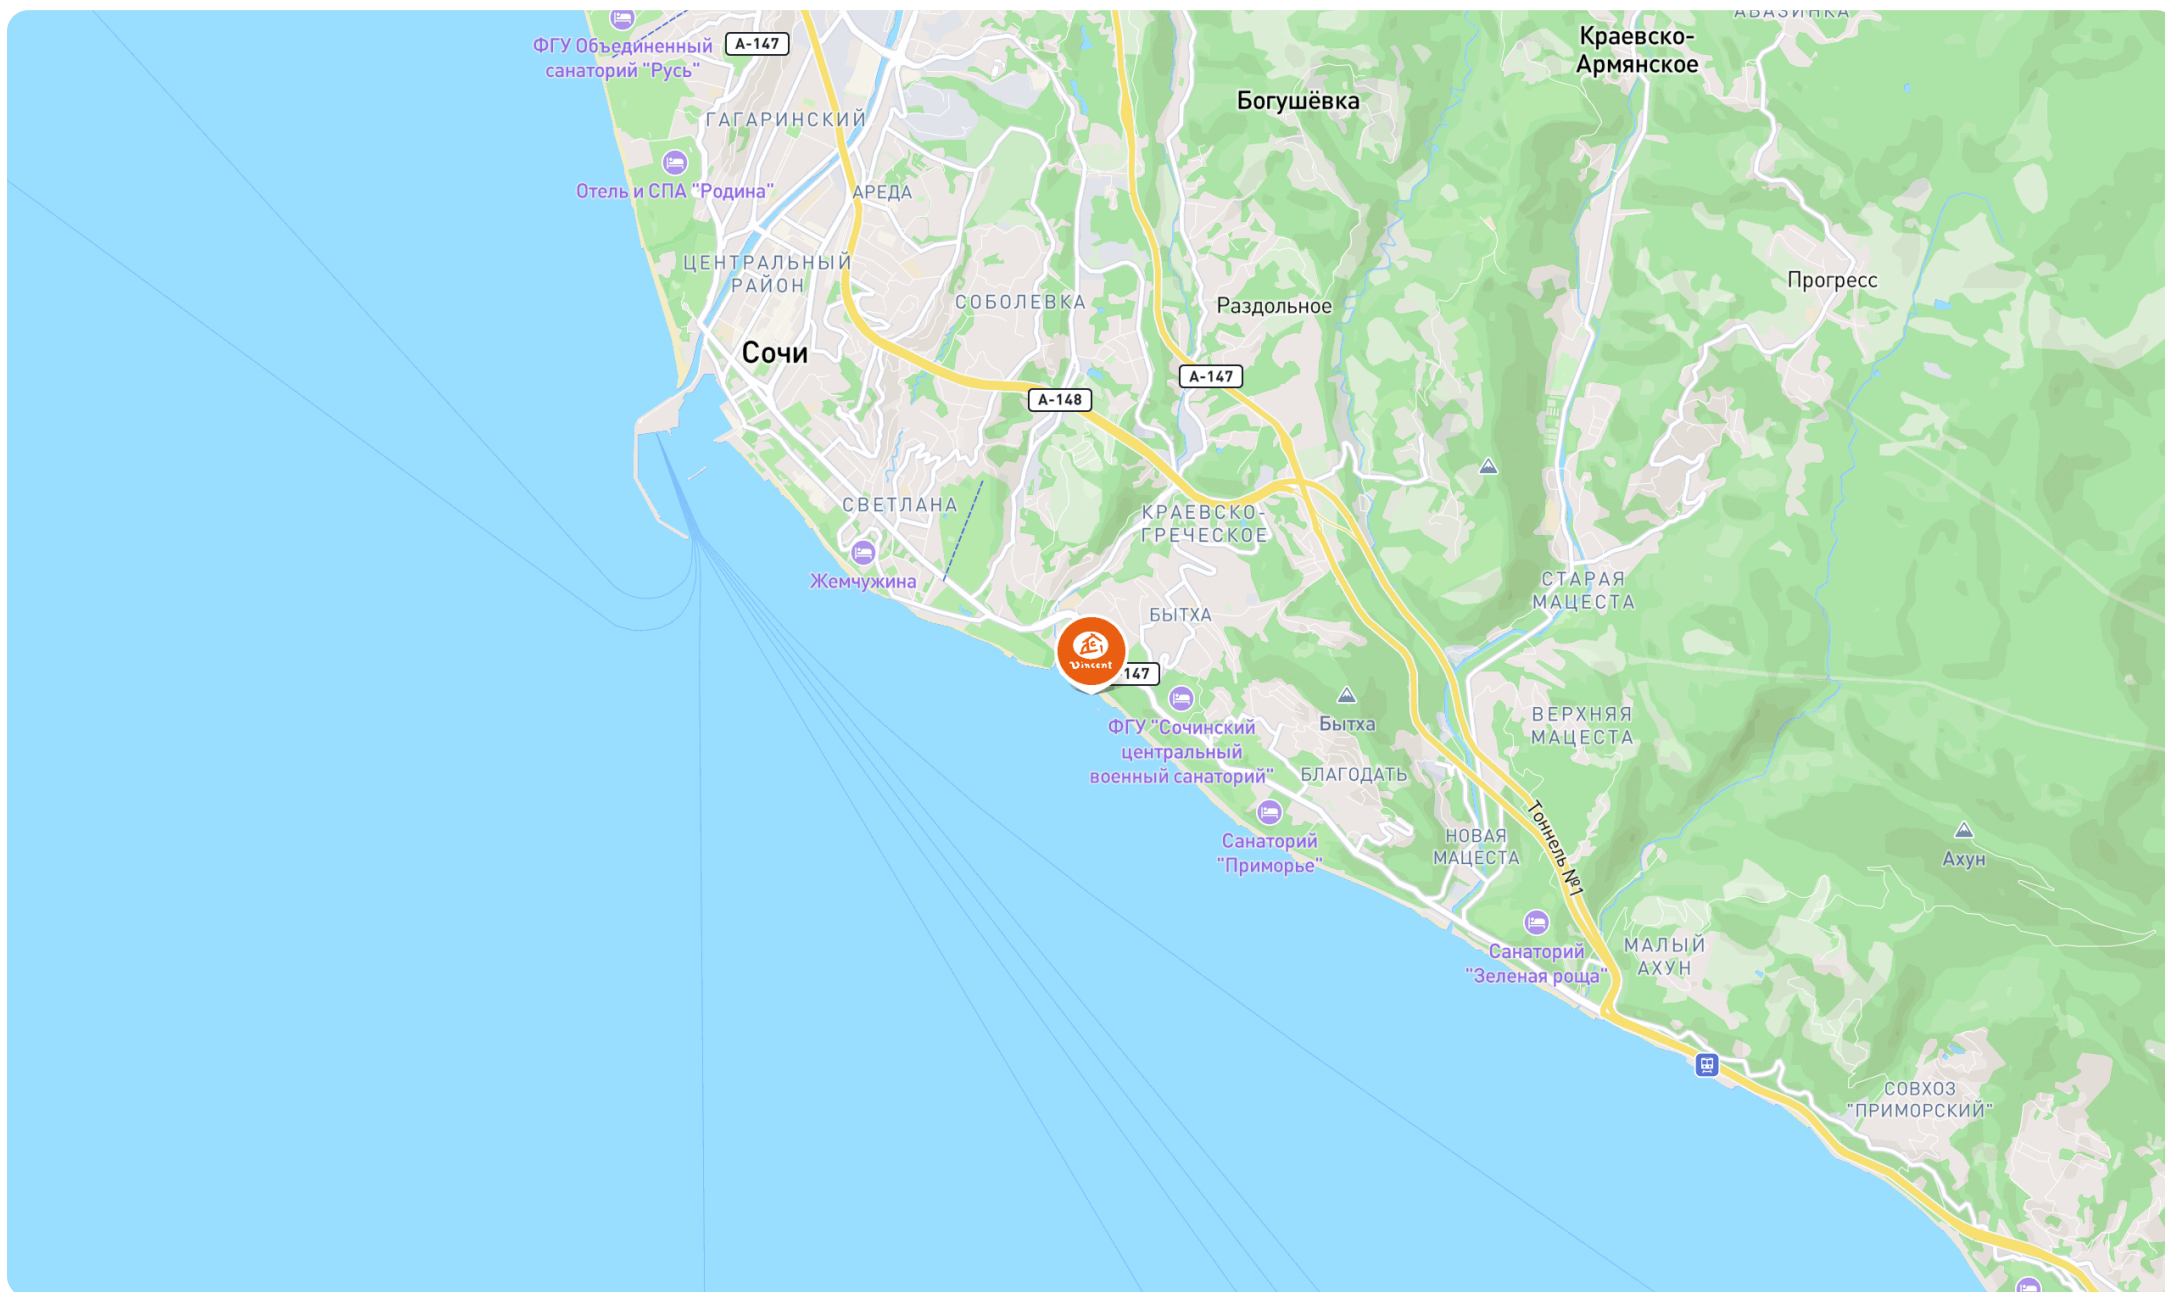 АБАЗИНКА
Краевско-
Армянское
ФГУ Объединенный
санаторий "Русь"
А-147
Богушёвка
ГАГАРИНСКИЙ
Отель и СПА "Родина"
АРЕДА
ЦЕНТРАЛЬНЫЙ
РАЙОН
СОБОЛЕВКА
Раздольное
Прогресс
Сочи
А-147
А-148
СВЕТЛАНА
КРАЕВСКО-
ГРЕЧЕСКОЕ
Жемчужина
СТАРАЯ
МАЦЕСТА
БЫТХА
Vincent
-147
ФГУ "Сочинский
центральный
военный санаторий"
Бытха
ВЕРХНЯЯ
МАЦЕСТА
БЛАГОДАТЬ
Тоннель №1
Санаторий
"Приморье"
НОВАЯ
МАЦЕСТА
Ахун
Санаторий
"Зеленая роща"
МАЛЫЙ
АХУН
СОВХОЗ
"ПРИМОРСКИЙ"